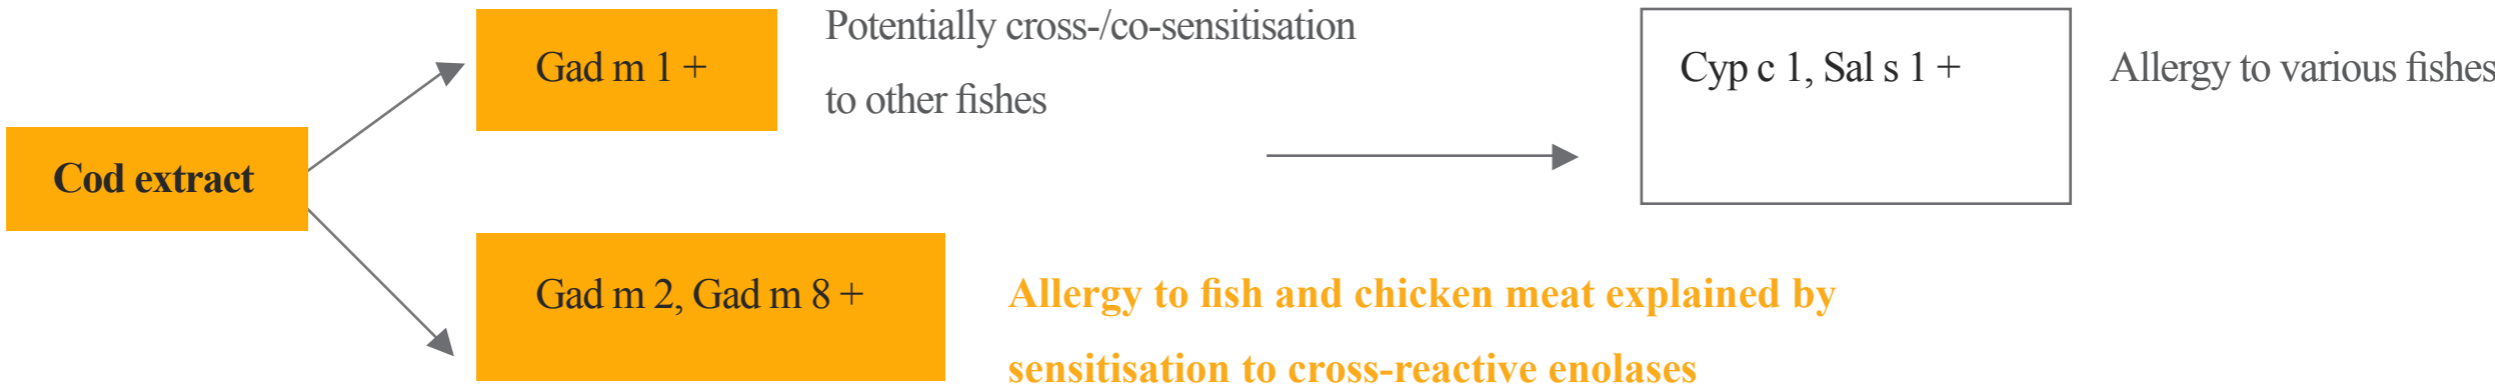 Cod extract
Gad m 1 +
Potentially cross-/co-sensitisation
to other fishes
Cyp c 1, Sal s 1 +
Allergy to various fishes
Gad m 2, Gad m 8 +
Allergy to fish and chicken meat explained by
sensitisation to cross-reactive enolases